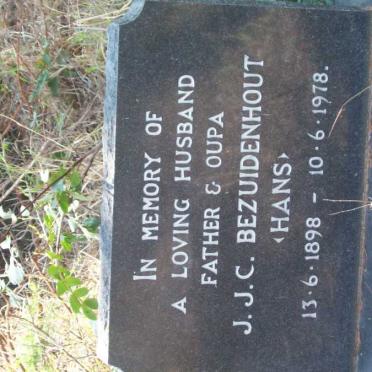 IN MEMORY OF
A LOVING HUSBAND
FATHER & OUPA
J.J.C. BEZUIDENHOUT
‹HANS›
13·6·1898 - 10·6·1978.